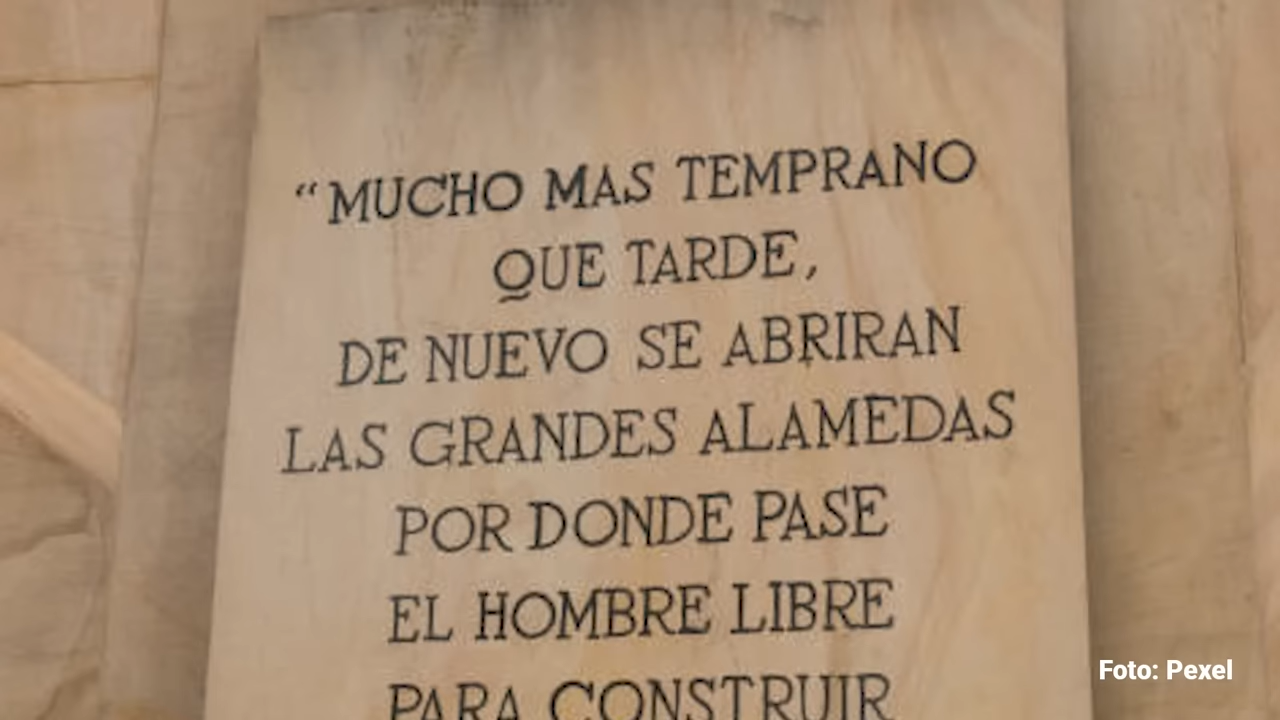 “MUCHO MAS TEMPRANO
QUE TARDE,
DE NUEVO SE ABRIRAN
LAS GRANDES ALAMEDAS
POR DONDE PASE
EL HOMBRE LIBRE
PARA CONSTRUIR
Foto: Pexel